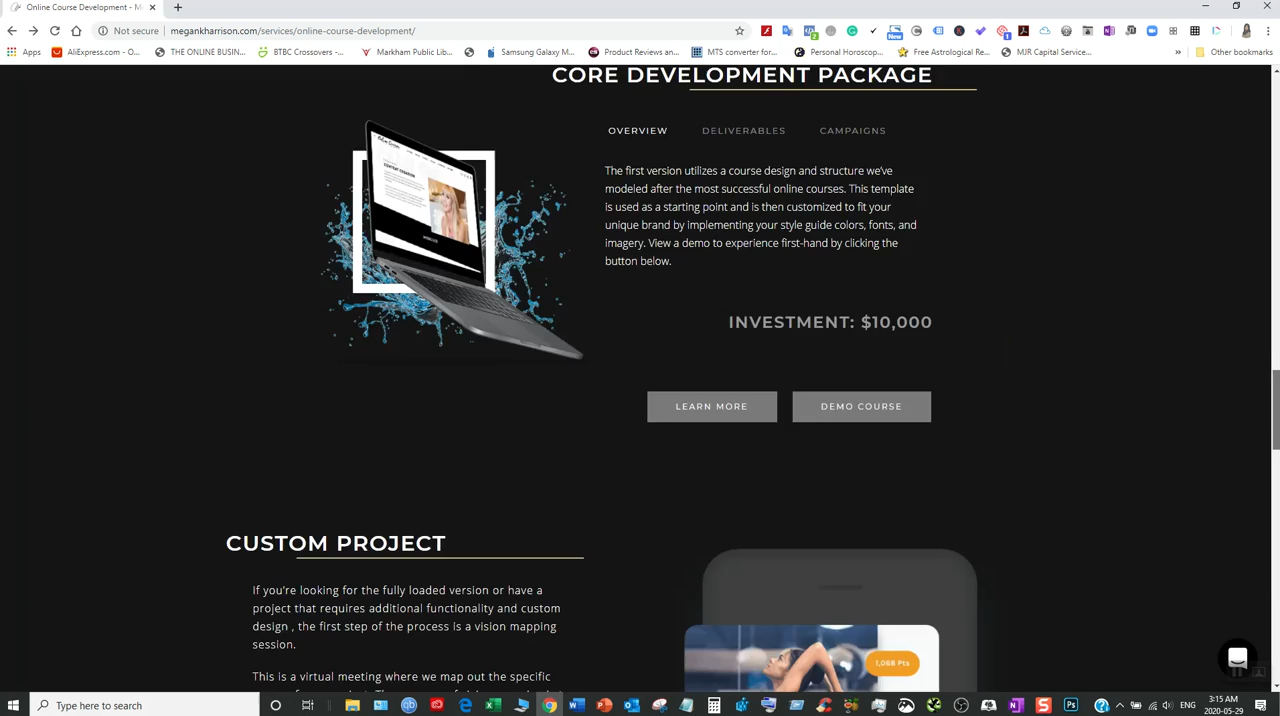 Online Course Development - M
Not secure | megankharrison.com/services/online-course-development/
Apps AliExpress.com - O... THE ONLINE BUSIN... BTBC Crossovers -... Markham Public Lib... Samsung Galaxy M... Product Reviews an... MTS converter for... Personal Horoscop... Free Astrological Re... MJR Capital Service... » Other bookmarks
CORE DEVELOPMENT PACKAGE
OVERVIEW DELIVERABLES CAMPAIGNS
The first version utilizes a course design and structure we've
modeled after the most successful online courses. This template
is used as a starting point and is then customized to fit your
unique brand by implementing your style guide colors, fonts, and
imagery. View a demo to experience first-hand by clicking the
button below.
CONTENT CREATION
INVESTMENT: $10,000
LEARN MORE DEMO COURSE
CUSTOM PROJECT
If you're looking for the fully loaded version or have a
project that requires additional functionality and custom
design , the first step of the process is a vision mapping
session.
1,068 Pts
This is a virtual meeting where we map out the specific
Type here to search
ENG
3:15 AM
2020-05-29